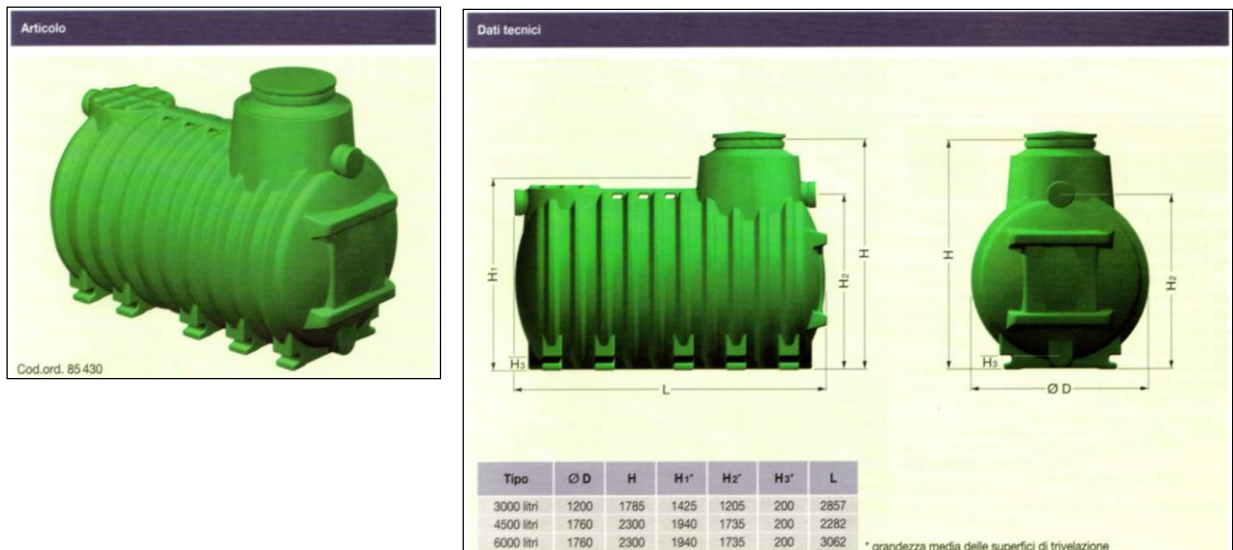 Articolo
Cod.ord. 85 430
Dati tecnici
H1
H3
L
H2
H
H
H3
Ø D
H2
Tipo Ø D H H1* H2* H3* L
3000 litri 1200 1785 1425 1205 200 2857
4500 litri 1760 2300 1940 1735 200 2282
6000 litri 1760 2300 1940 1735 200 3062
* grandezza media delle superfici di trivelazione